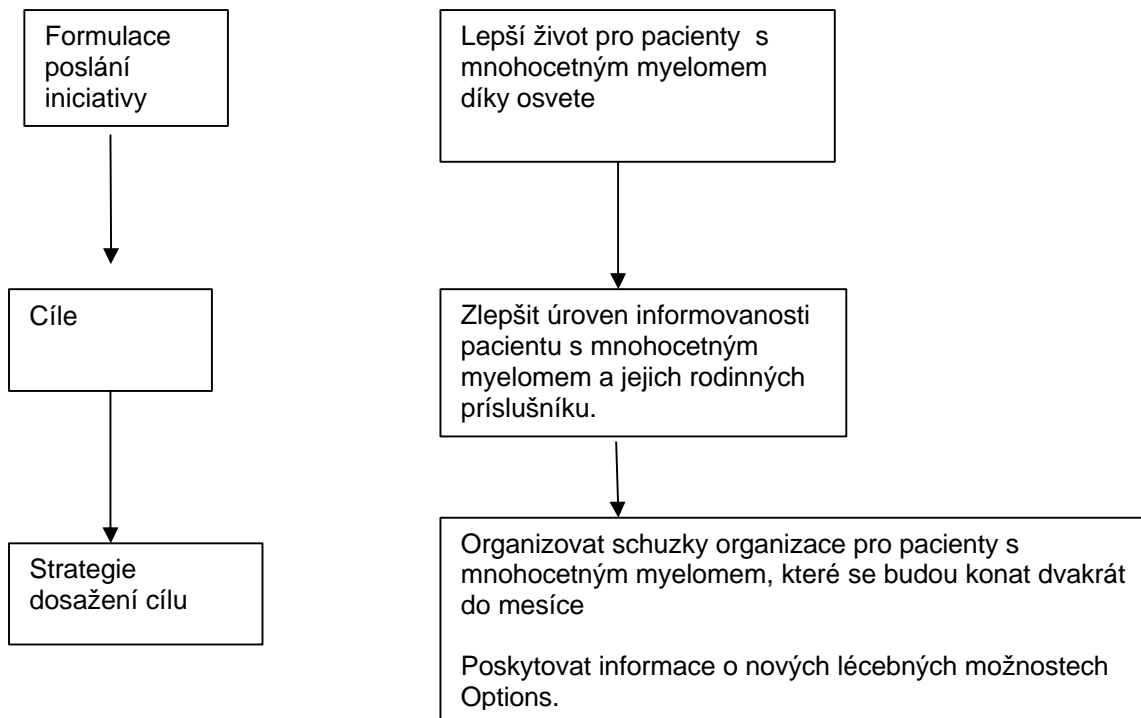 Formulace
poslání
iniciativy
Lepší život pro pacienty  s
mnohocetným myelomem
díky osvete
Cíle
Zlepšit úroven informovanosti
pacientu s mnohocetným
myelomem a jejich rodinných
príslušníku.
Strategie
dosažení cílu
Organizovat schuzky organizace pro pacienty s
mnohocetným myelomem, které se budou konat dvakrát
do mesíce
Poskytovat informace o nových lécebných možnostech
Options.